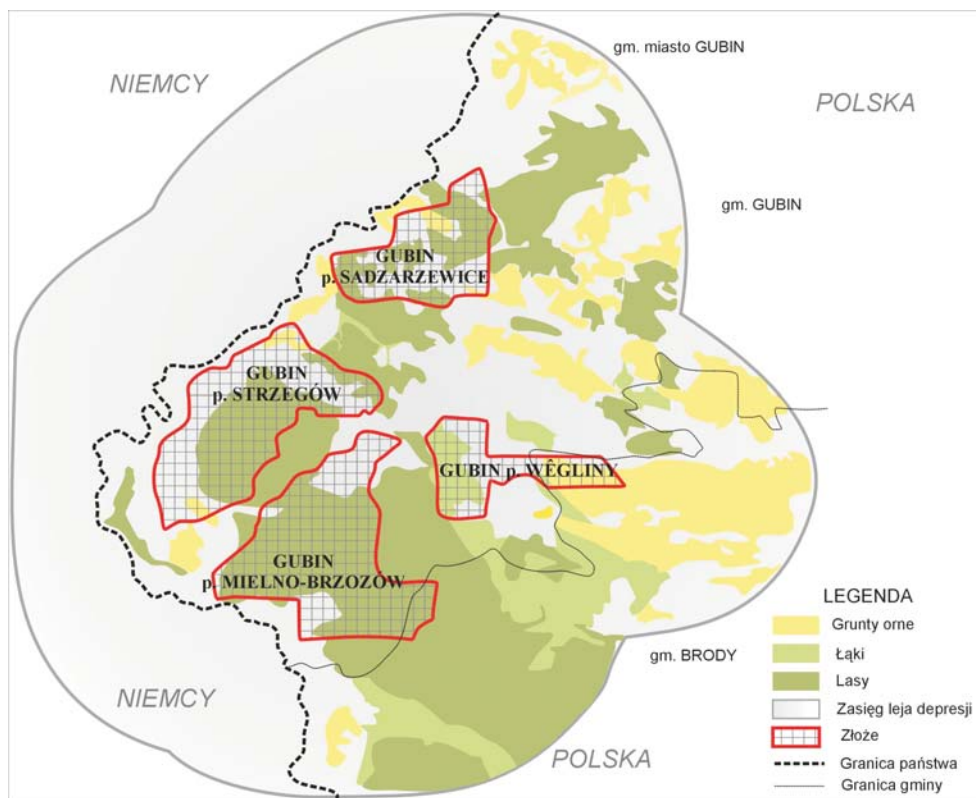 gm. miasto GUBIN
NIEMCY
POLSKA
gm. GUBIN
GUBIN
p. SADZARZEWICE
GUBIN
p. STRZEGÓW
GUBIN p. WÊGLINY
GUBIN
p. MIELNO-BRZOZÓW
NIEMCY
gm. BRODY
POLSKA
LEGENDA
Grunty orne
Łąki
Lasy
Zasięg leja depresji
Złoże
Granica państwa
Granica gminy